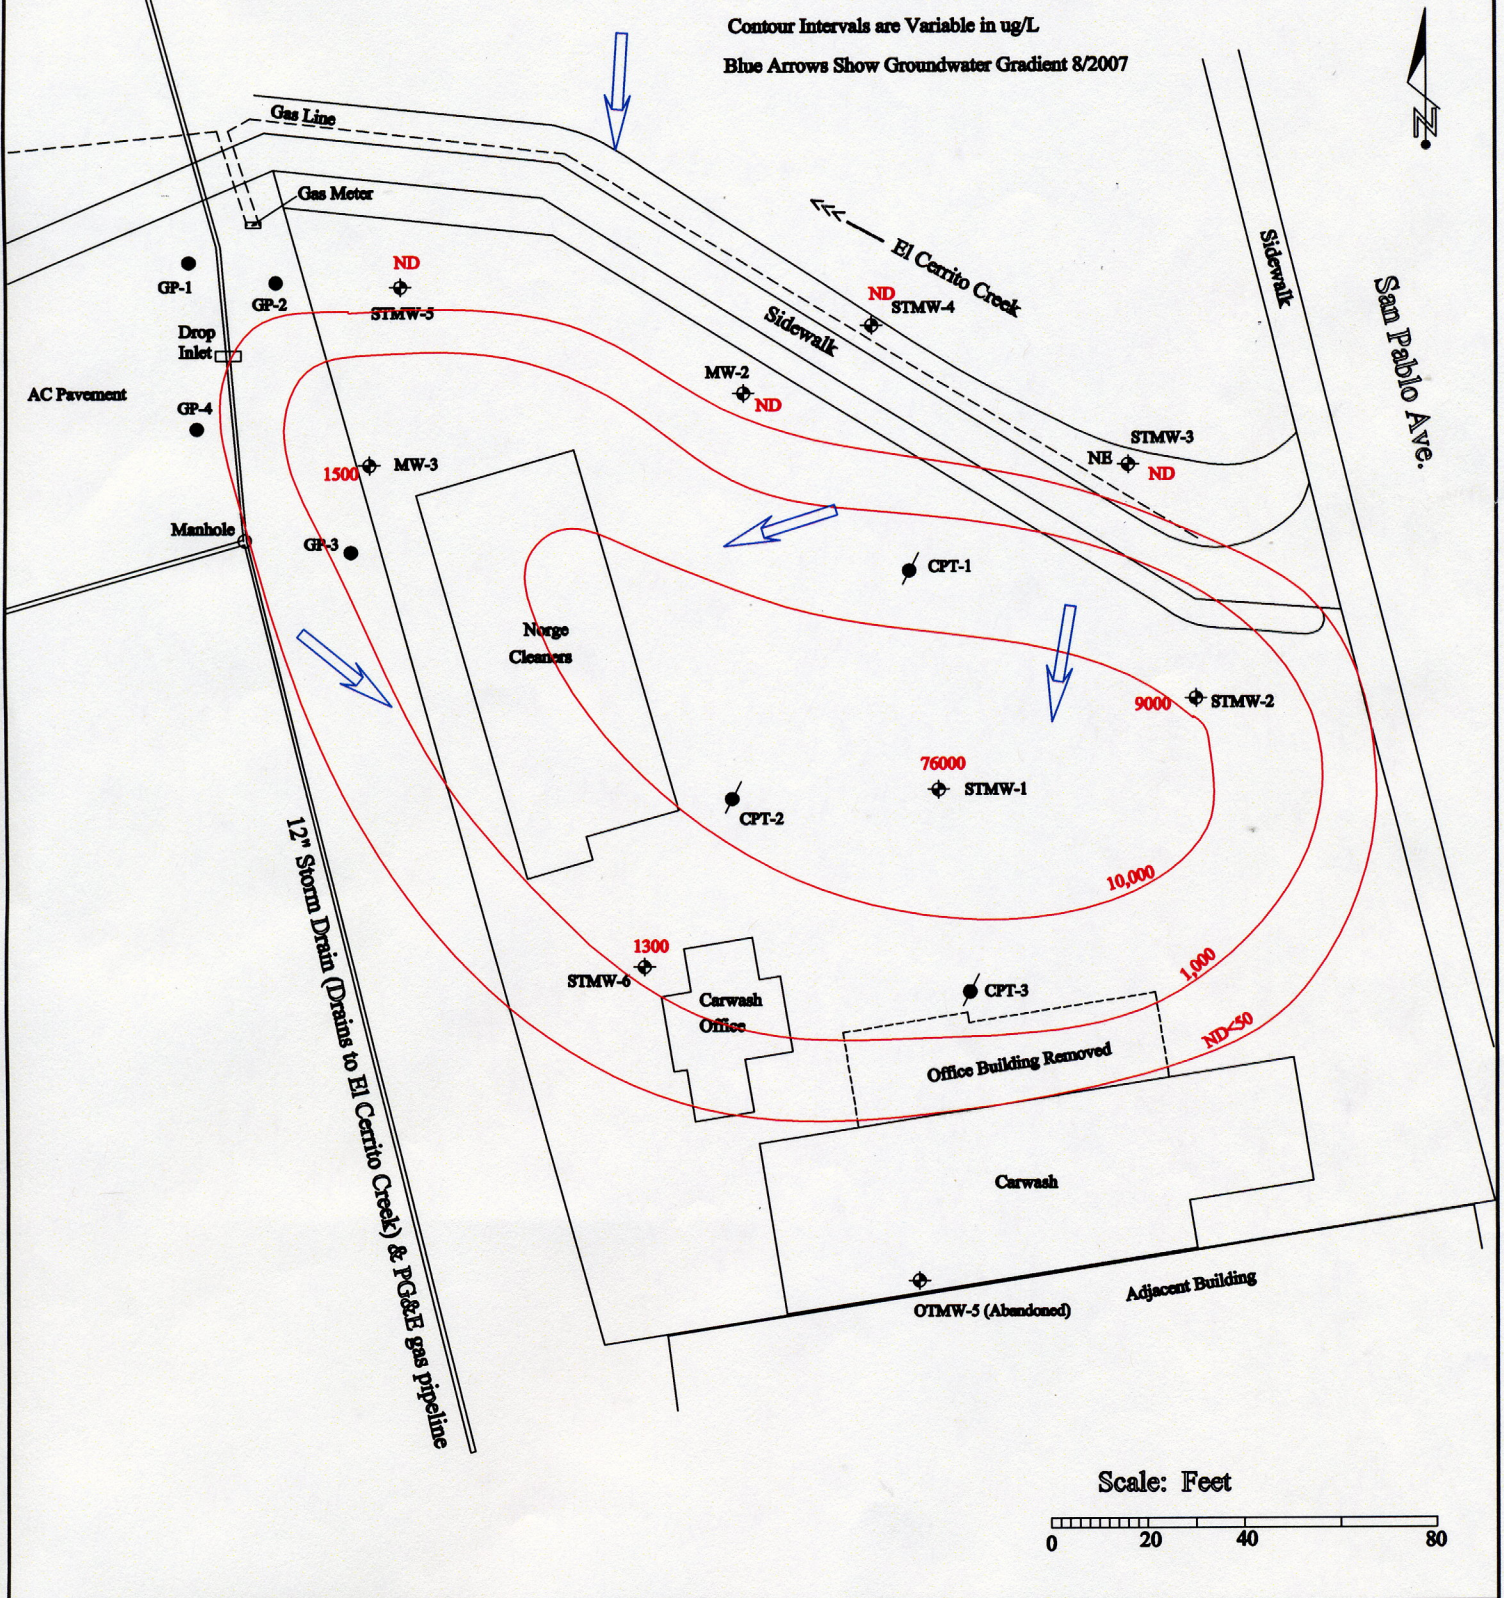 Contour Intervals are Variable in ug/L
Blue Arrows Show Groundwater Gradient 8/2007
N
Gas Line
Gas Meter
El Cerrito Creek
Sidewalk
San Pablo Ave.
GP-1
GP-2
ND
STMW-5
ND
STMW-4
Sidewalk
Drop
Inlet
AC Pavement
GP-4
MW-2
ND
STMW-3
NE
ND
1500
MW-3
Manhole
GP-3
CPT-1
Norge
Cleaners
9000
STMW-2
76000
STMW-1
CPT-2
10,000
1300
STMW-6
Carwash
Office
CPT-3
1,000
ND<50
Office Building Removed
12" Storm Drain (Drains to El Cerrito Creek) & PG&E gas pipeline
Carwash
OTMW-5 (Abandoned)
Adjacent Building
Scale: Feet
0 20 40 80